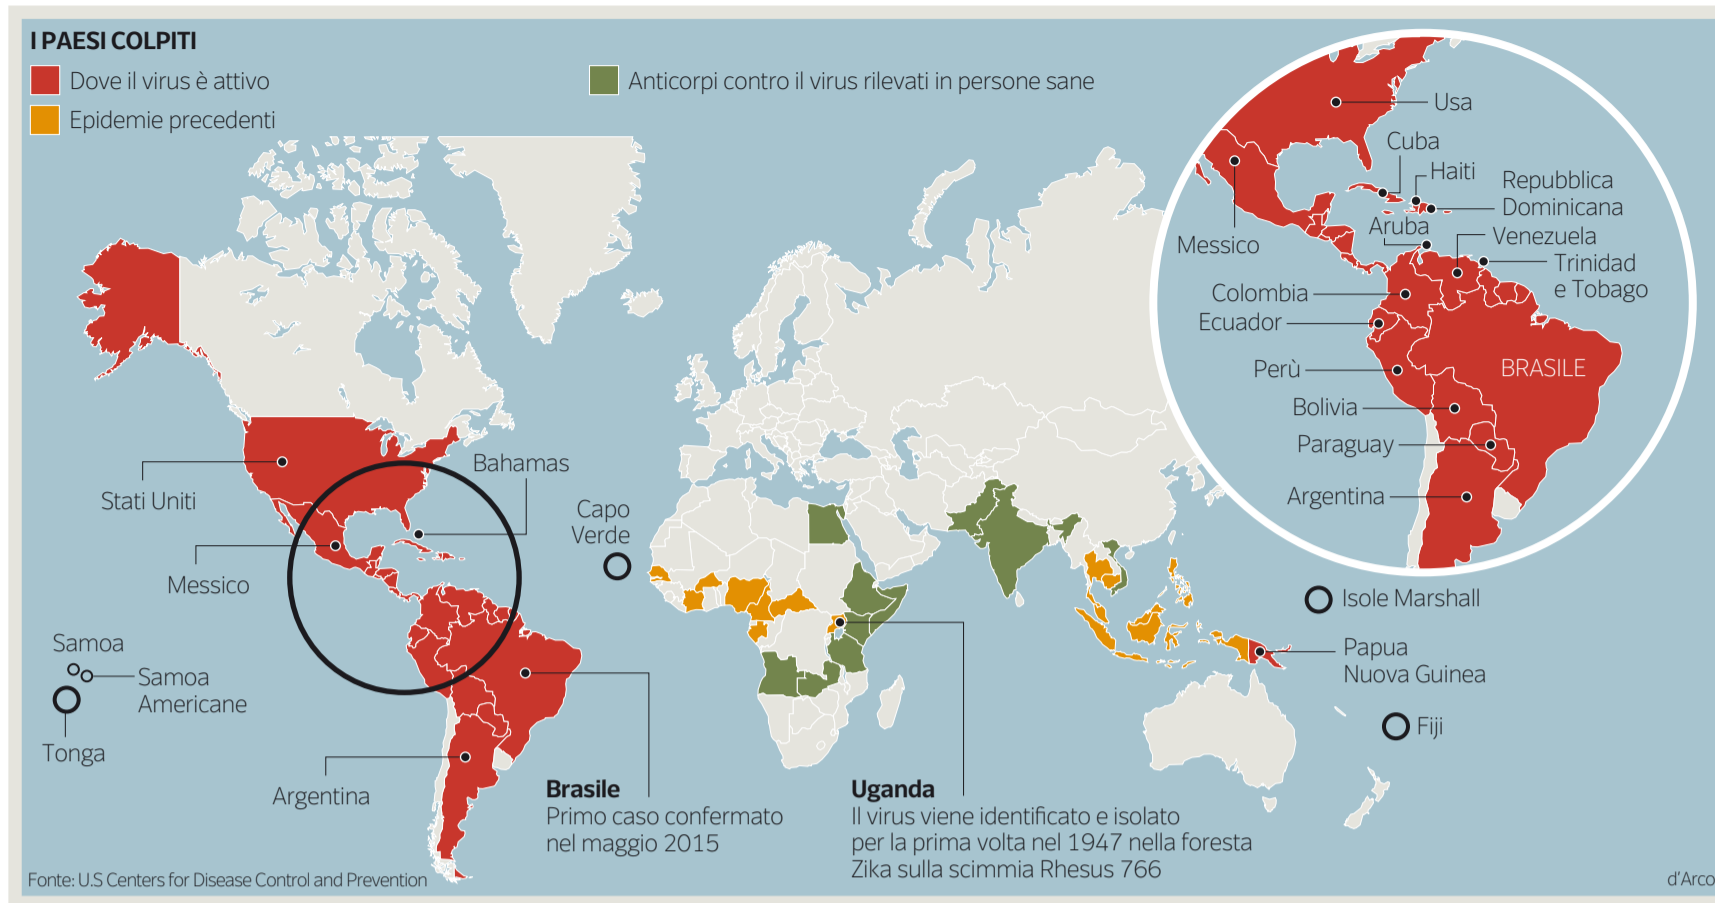 I PAESI COLPITI
Dove il virus è attivo
Epidemie precedenti
Anticorpi contro il virus rilevati in persone sane
Usa
Cuba
Haiti
Repubblica
Dominicana
Aruba
Venezuela
Trinidad
e Tobago
Messico
Colombia
Ecuador
Perù
BRASILE
Bolivia
Paraguay
Argentina
Stati Uniti
Bahamas
Messico
Capo
Verde
Samoa
Samoa
Americane
Tonga
Argentina
Isole Marshall
Papua
Nuova Guinea
Fiji
Brasile
Primo caso confermato
nel maggio 2015
Uganda
Il virus viene identificato e isolato
per la prima volta nel 1947 nella foresta
Zika sulla scimmia Rhesus 766
Fonte: U.S Centers for Disease Control and Prevention
d'Arco